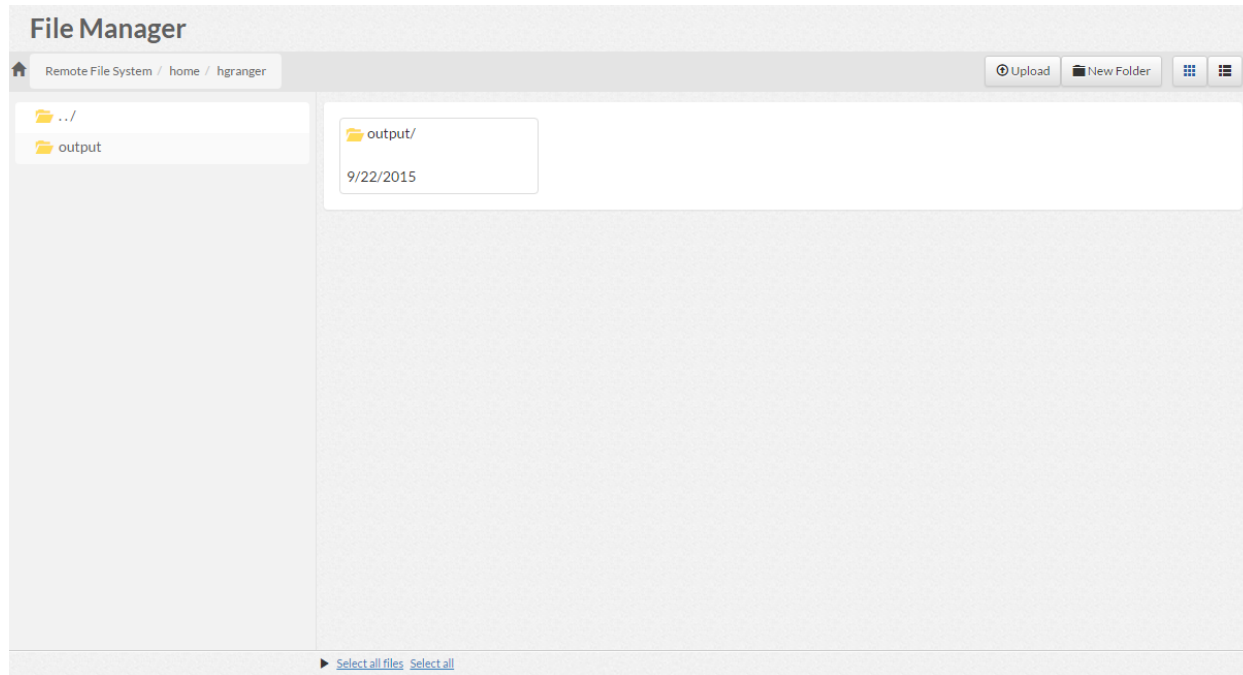 File Manager
Remote File System / home / hgranger
Upload
New Folder
../
output
output/
9/22/2015
Select all files Select all